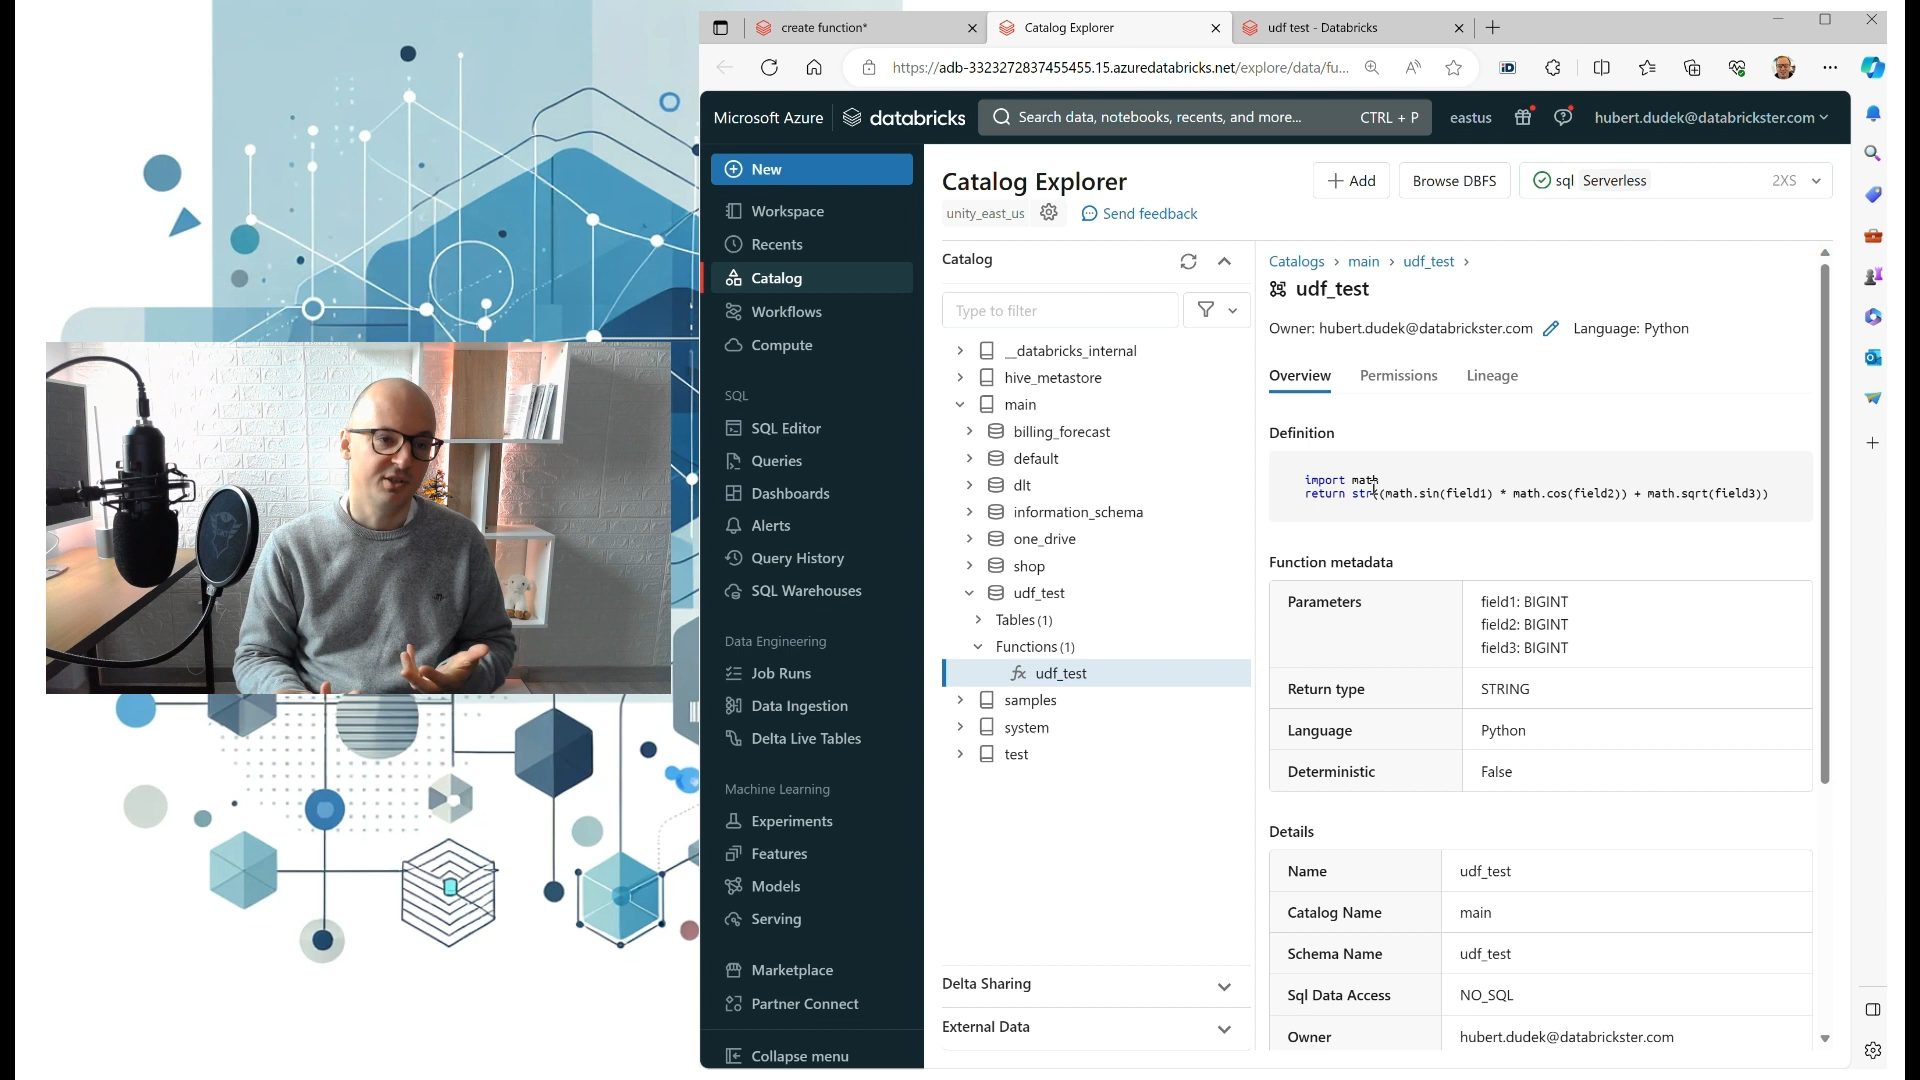 create function*
Catalog Explorer
udf test - Databricks
https://adb-3323272837455455.15.azuredatabricks.net/explore/data/fu...
Microsoft Azure
databricks
Search data, notebooks, recents, and more...
CTRL + P
eastus
hubert.dudek@databrickster.com
New
Workspace
Recents
Catalog
Workflows
Compute
SQL
SQL Editor
Queries
Dashboards
Alerts
Query History
SQL Warehouses
Data Engineering
Job Runs
Data Ingestion
Delta Live Tables
Machine Learning
Experiments
Features
Models
Serving
Marketplace
Partner Connect
Collapse menu
Catalog Explorer
unity_east_us
Send feedback
Add
Browse DBFS
sql Serverless 2XS
Catalog
Type to filter
__databricks_internal
hive_metastore
main
billing_forecast
default
dlt
information_schema
one_drive
shop
udf_test
Tables (1)
Functions (1)
fx udf_test
samples
system
test
Delta Sharing
External Data
Catalogs > main > udf_test >
udf_test
Owner: hubert.dudek@databrickster.com Language: Python
Overview Permissions Lineage
Definition
import math
return str((math.sin(field1) * math.cos(field2)) + math.sqrt(field3))
Function metadata
Parameters field1: BIGINT
field2: BIGINT
field3: BIGINT
Return type STRING
Language Python
Deterministic False
Details
Name udf_test
Catalog Name main
Schema Name udf_test
Sql Data Access NO_SQL
Owner hubert.dudek@databrickster.com